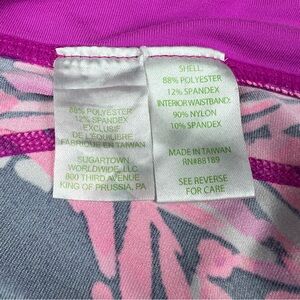 88% POLYESTER
12% SPANDEX
EXCLUSIF
DE L'ÉQUILIERE
FABRIQUE EN TAIWAN
SUGARTOWN
WORLDWIDE, LLC
800 THIRD AVENUE
KING OF PRUSSIA, PA
SHELL:
88% POLYESTER
12% SPANDEX
INTERIOR WAISTBAND:
90% NYLON
10% SPANDEX
MADE IN TAIWAN
RN#88189
SEE REVERSE
FOR CARE